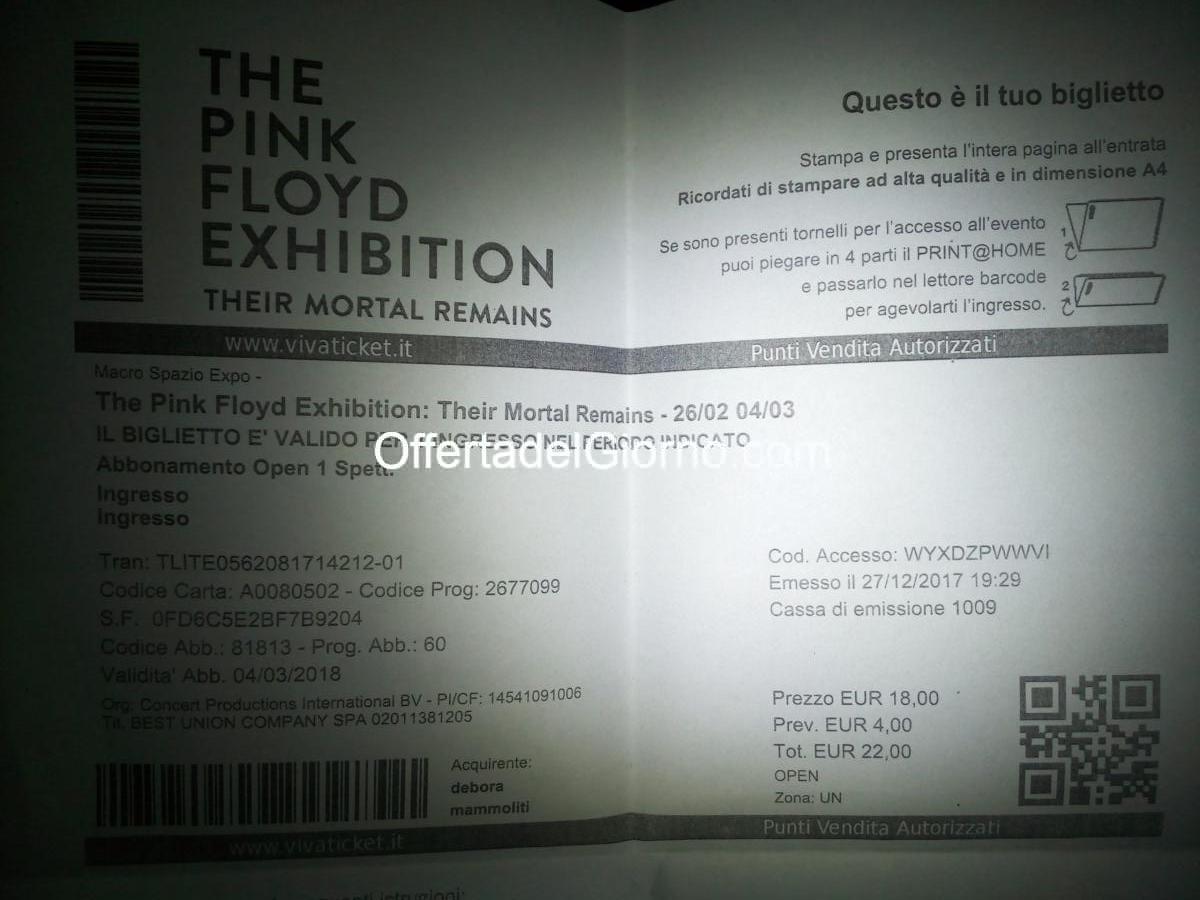 THE
PINK
FLOYD
EXHIBITION
THEIR MORTAL REMAINS
Questo è il tuo biglietto
Stampa e presenta l'intera pagina all'entrata
Ricordati di stampare ad alta qualità e in dimensione A4
Se sono presenti tornelli per l'accesso all'evento
puoi piegare in 4 parti il PRINT@HOME
e passarlo nel lettore barcode
per agevolarti l'ingresso.
1
2
www.vivaticket.it
Punti Vendita Autorizzati
Macro Spazio Expo -
The Pink Floyd Exhibition: Their Mortal Remains - 26/02 04/03
IL BIGLIETTO E' VALIDO INGRESSO NEL PERIODO INDICATO
OffertadelGiorno.com
Abbonamento Open 1 Spett.
Ingresso
Ingresso
Tran: TLITE0562081714212-01
Codice Carta: A0080502 - Codice Prog: 2677099
S.F. 0FD6C5E2BF7B9204
Codice Abb.: 81813 - Prog. Abb.: 60
Validita' Abb. 04/03/2018
Org: Concert Productions International BV - PI/CF: 14541091006
Tit. BEST UNION COMPANY SPA 02011381205
Cod. Accesso: WYXDZPWWVI
Emesso il 27/12/2017 19:29
Cassa di emissione 1009
Prezzo EUR 18,00
Prev. EUR 4,00
Tot. EUR 22,00
OPEN
Zona: UN
Acquirente:
debora
mammoliti
www.vivaticket.it
Punti Vendita Autorizzati